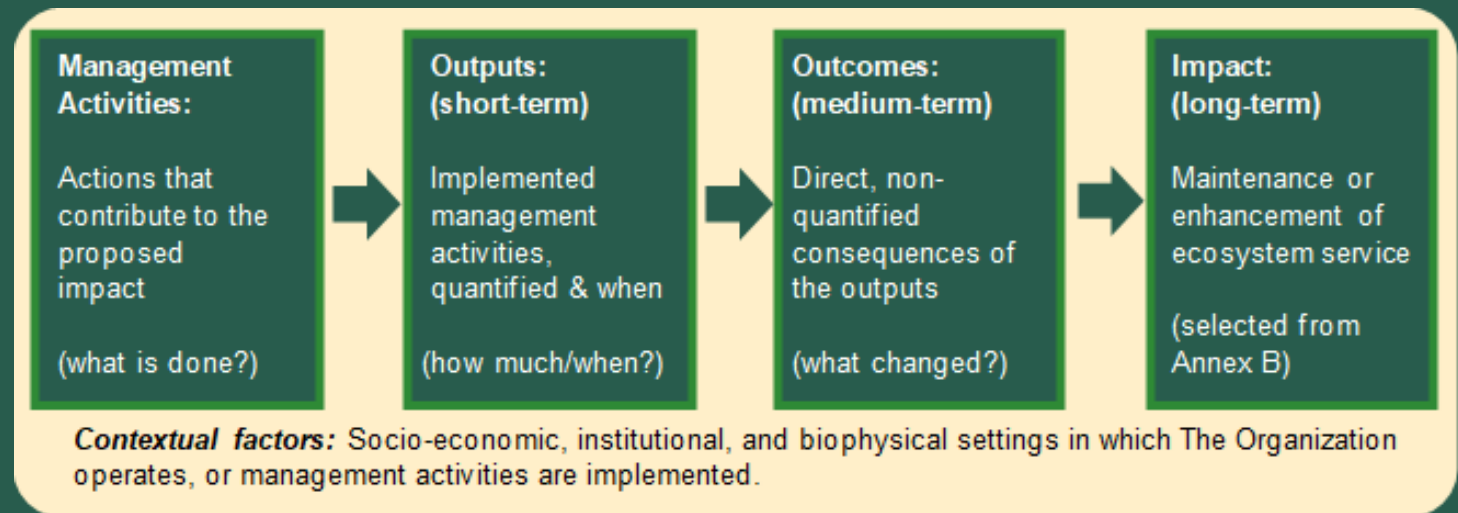 Management
Activities:
Actions that
contribute to the
proposed
impact
(what is done?)
Outputs:
(short-term)
Implemented
management
activities,
quantified & when
(how much/when?)
Outcomes:
(medium-term)
Direct, non-
quantified
consequences of
the outputs
(what changed?)
Impact:
(long-term)
Maintenance or
enhancement of
ecosystem service
(selected from
Annex B)
Contextual factors: Socio-economic, institutional, and biophysical settings in which The Organization
operates, or management activities are implemented.